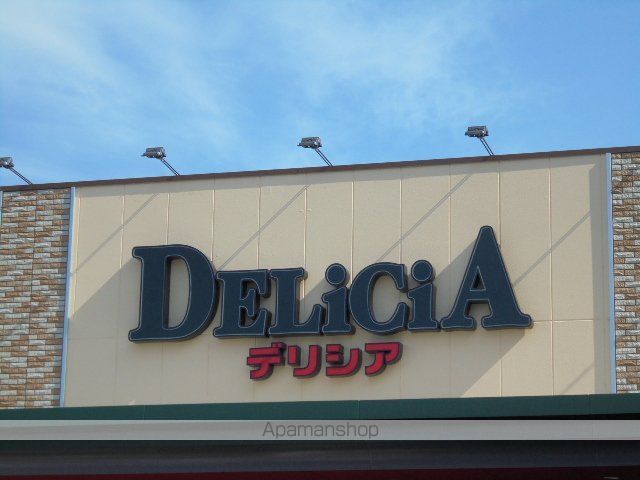 DELiCiA
デリシア
Apamanshop